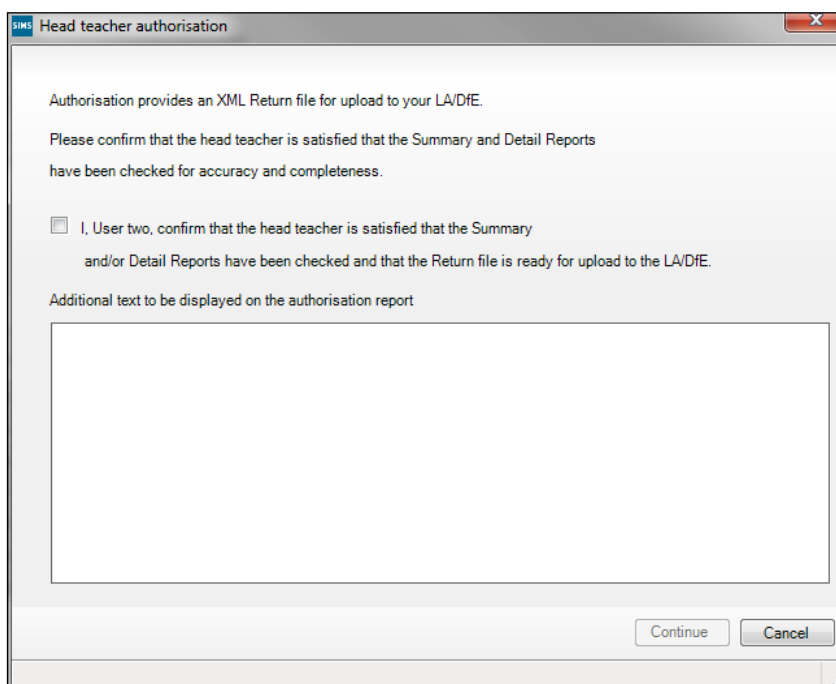 SIMS Head teacher authorisation
Authorisation provides an XML Return file for upload to your LA/DfE.
Please confirm that the head teacher is satisfied that the Summary and Detail Reports
have been checked for accuracy and completeness.
I, User two, confirm that the head teacher is satisfied that the Summary
and/or Detail Reports have been checked and that the Return file is ready for upload to the LA/DfE.
Additional text to be displayed on the authorisation report
Continue Cancel